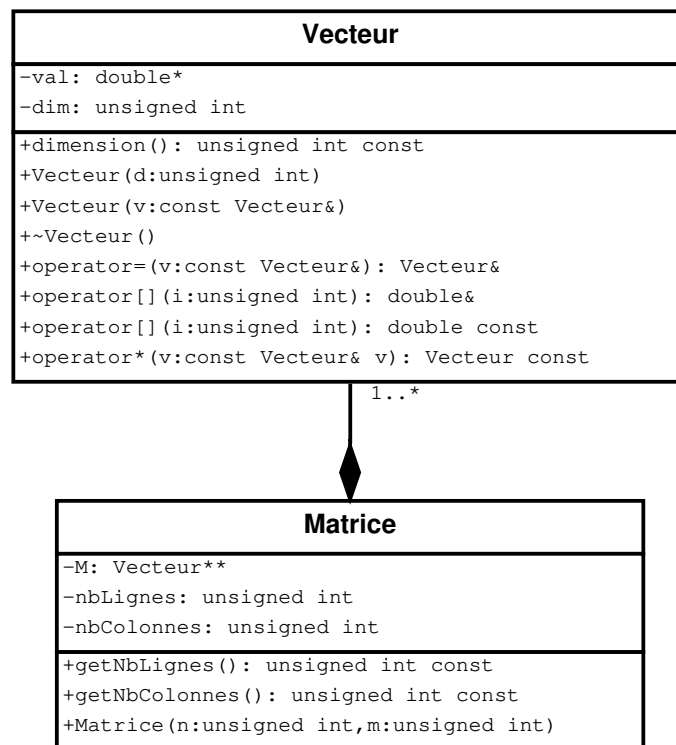 Vecteur
-val: double*
-dim: unsigned int
+dimension(): unsigned int const
+Vecteur(d:unsigned int)
+Vecteur(v:const Vecteur&)
+~Vecteur()
+operator=(v:const Vecteur&): Vecteur&
+operator[](i:unsigned int): double&
+operator[](i:unsigned int): double const
+operator*(v:const Vecteur& v): Vecteur const
1..*
Matrice
-M: Vecteur**
-nbLignes: unsigned int
-nbColonnes: unsigned int
+getNbLignes(): unsigned int const
+getNbColonnes(): unsigned int const
+Matrice(n:unsigned int,m:unsigned int)